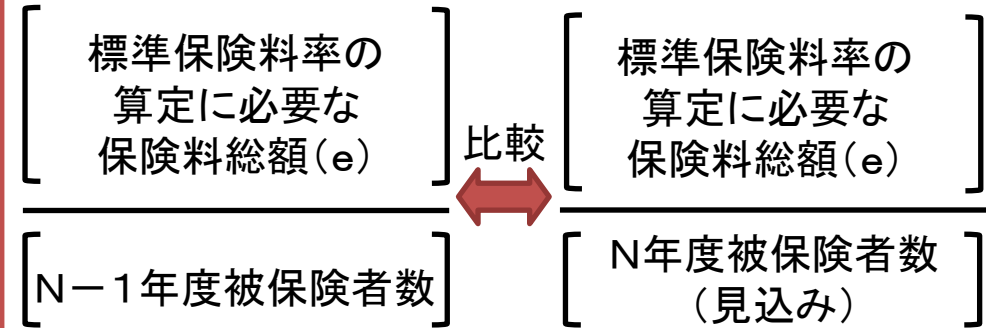 標準保険料率の
算定に必要な
保険料総額(e)
N-1年度被保険者数
比較
標準保険料率の
算定に必要な
保険料総額(e)
N年度被保険者数
(見込み)